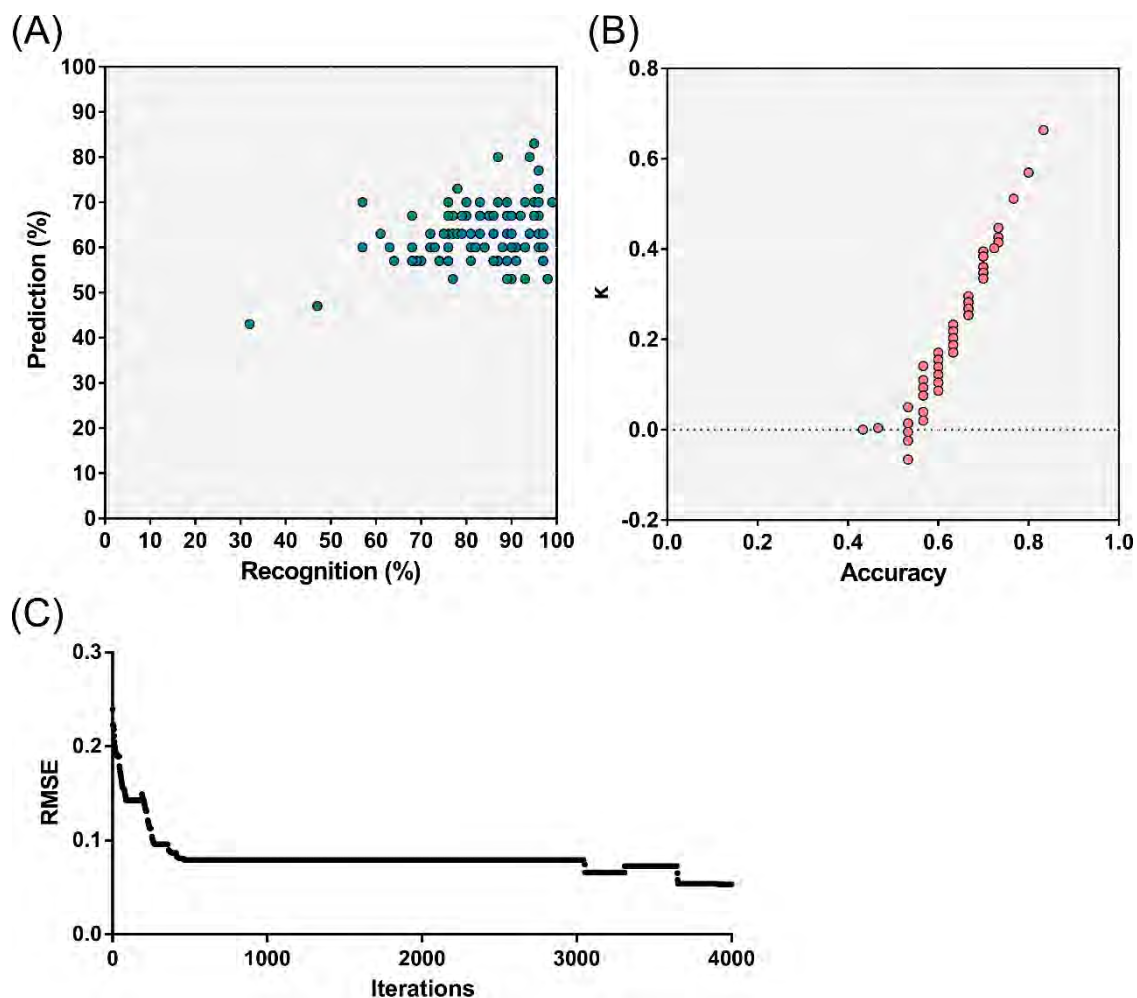 (A)
100
90
80
70
60
50
40
30
20
10
0
Prediction (%)
0 10 20 30 40 50 60 70 80 90 100
Recognition (%)
(B)
0.8
0.6
0.4
0.2
0.0
-0.2
κ
0.0 0.2 0.4 0.6 0.8 1.0
Accuracy
(C)
0.3
0.2
0.1
0.0
RMSE
0 1000 2000 3000 4000
Iterations